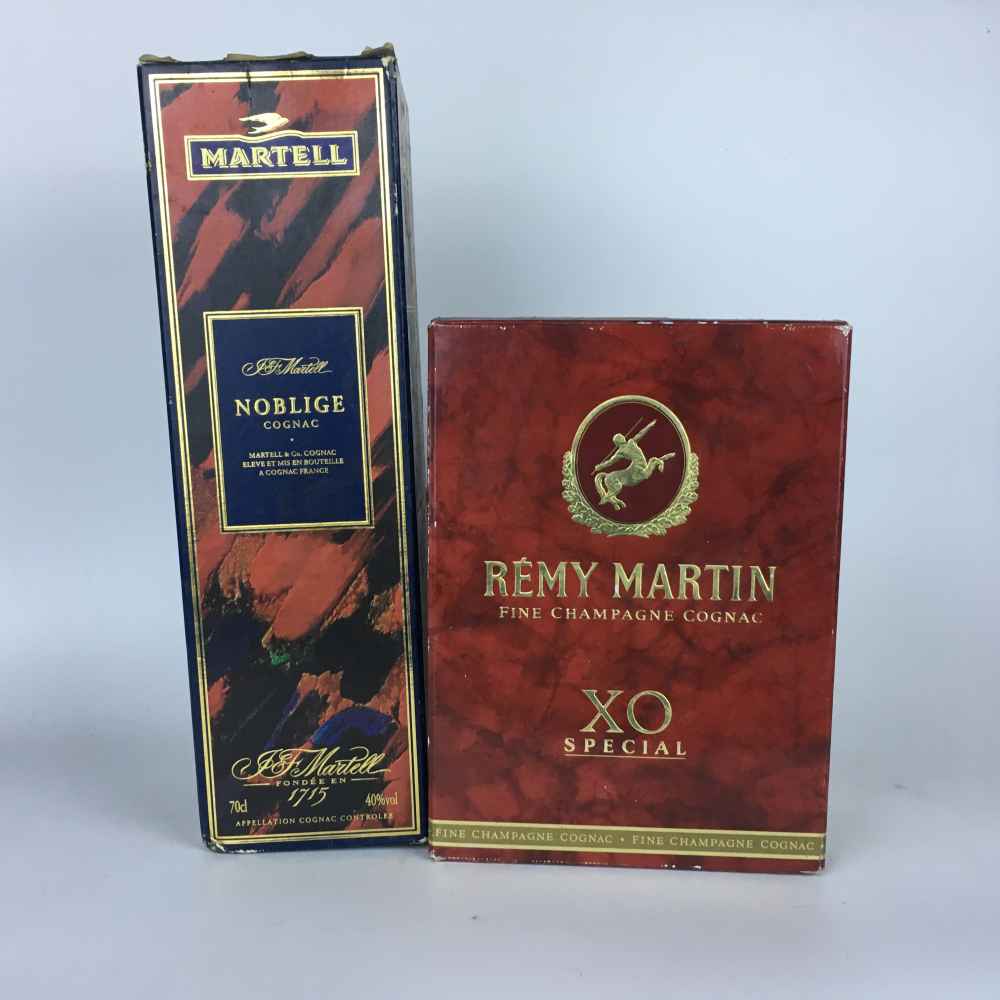 MARTELL
J&F Martell
NOBLIGE
COGNAC
MARTELL & Co. COGNAC
ELEVE ET MIS EN BOUTEILLE
A COGNAC FRANCE
J&F Martell
FONDÉE EN
1715
70cl 40%vol
APPELLATION COGNAC CONTROLEE
RÉMY MARTIN
FINE CHAMPAGNE COGNAC
XO
SPECIAL
FINE CHAMPAGNE COGNAC • FINE CHAMPAGNE COGNAC